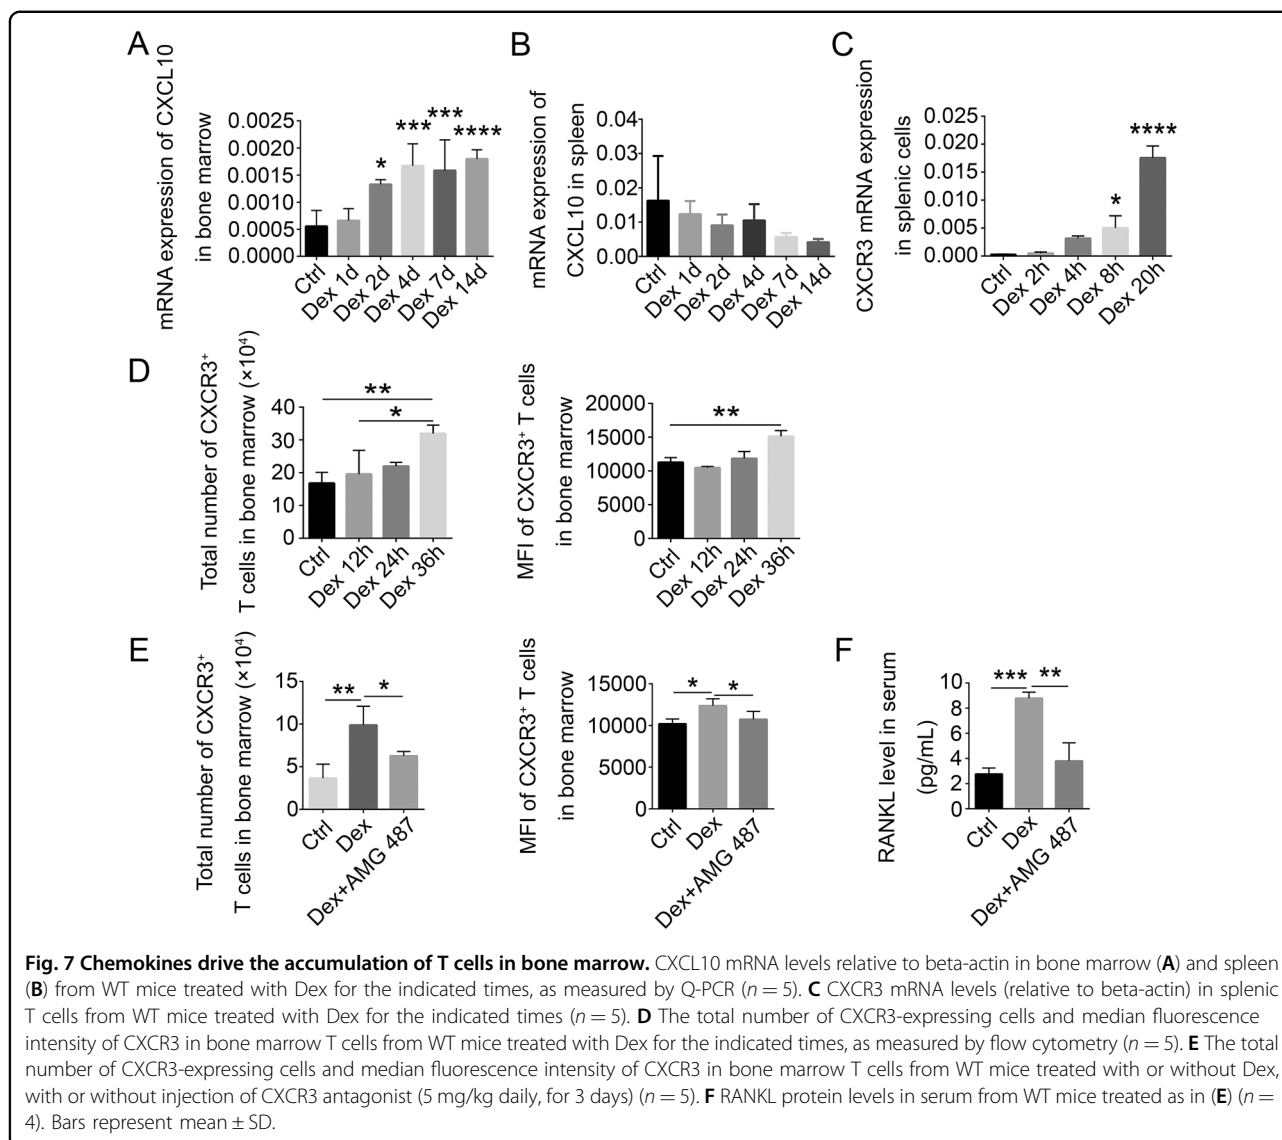 A
mRNA expression of CXCL10
in bone marrow
0.0025
0.0020
0.0015
0.0010
0.0005
0.0000
*
***
***
****
Ctrl
Dex 1d
Dex 2d
Dex 4d
Dex 7d
Dex 14d
B
mRNA expression of
CXCL10 in spleen
0.04
0.03
0.02
0.01
0.00
Ctrl
Dex 1d
Dex 2d
Dex 4d
Dex 7d
Dex 14d
C
CXCR3 mRNA expression
in splenic cells
0.025
0.020
0.015
0.010
0.005
0.000
*
****
Ctrl
Dex 2h
Dex 4h
Dex 8h
Dex 20h
D
Total number of CXCR3⁺
T cells in bone marrow (×10⁴)
40
30
20
10
0
**
*
Ctrl
Dex 12h
Dex 24h
Dex 36h
MFI of CXCR3⁺ T cells
in bone marrow
20000
15000
10000
5000
0
**
Ctrl
Dex 12h
Dex 24h
Dex 36h
E
Total number of CXCR3⁺
T cells in bone marrow (×10⁴)
15
10
5
0
**
*
Ctrl
Dex
Dex+AMG 487
MFI of CXCR3⁺ T cells
in bone marrow
15000
10000
5000
0
*
*
Ctrl
Dex
Dex+AMG 487
F
RANKL level in serum
(pg/mL)
10
8
6
4
2
0
***
**
Ctrl
Dex
Dex+AMG 487
Fig. 7 Chemokines drive the accumulation of T cells in bone marrow. CXCL10 mRNA levels relative to beta-actin in bone marrow (A) and spleen
(B) from WT mice treated with Dex for the indicated times, as measured by Q-PCR (n = 5). C CXCR3 mRNA levels (relative to beta-actin) in splenic
T cells from WT mice treated with Dex for the indicated times (n = 5). D The total number of CXCR3-expressing cells and median fluorescence
intensity of CXCR3 in bone marrow T cells from WT mice treated with Dex for the indicated times, as measured by flow cytometry (n = 5). E The total
number of CXCR3-expressing cells and median fluorescence intensity of CXCR3 in bone marrow T cells from WT mice treated with or without Dex,
with or without injection of CXCR3 antagonist (5 mg/kg daily, for 3 days) (n = 5). F RANKL protein levels in serum from WT mice treated as in (E) (n =
4). Bars represent mean ± SD.